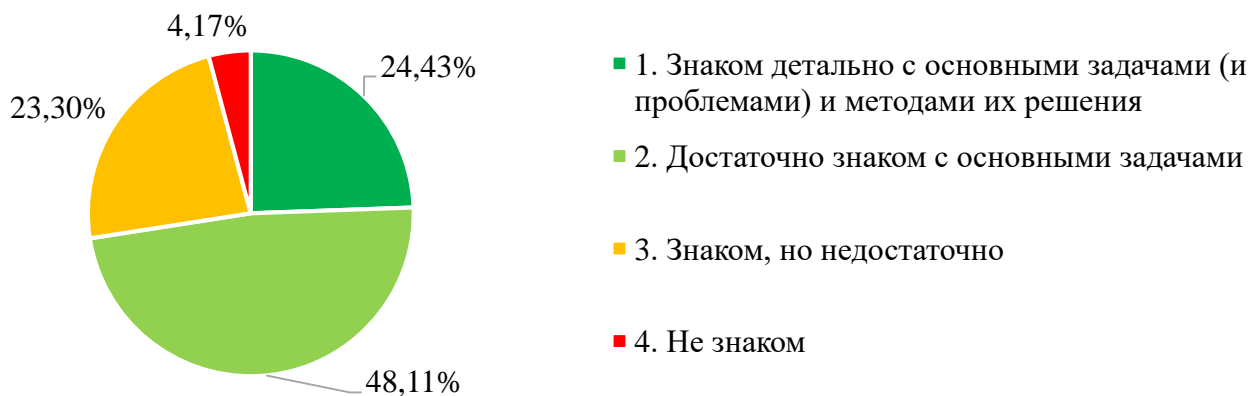 4,17%
24,43%
23,30%
48,11%
1. Знаком детально с основными задачами (и
проблемами) и методами их решения
2. Достаточно знаком с основными задачами
3. Знаком, но недостаточно
4. Не знаком